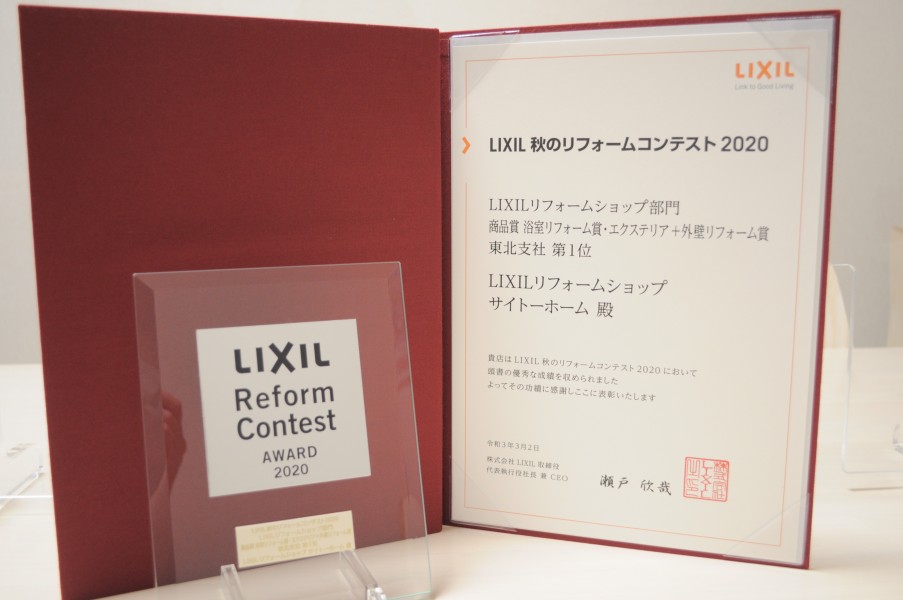 LIXIL
Link to Good Living
LIXIL 秋のリフォームコンテスト 2020
LIXILリフォームショップ部門
商品賞 浴室リフォーム賞・エクステリア+外壁リフォーム賞
東北支社 第1位
LIXILリフォームショップ
サイトーホーム 殿
貴店は LIXIL 秋のリフォームコンテスト2020 において
頭書の優秀な成績を収められました
よってその功績に感謝しここに表彰いたします
令和3年3月2日
株式会社 LIXIL 取締役
代表執行役社長 兼 CEO
瀬戸 欣哉
LIXIL
Reform
Contest
AWARD
2020